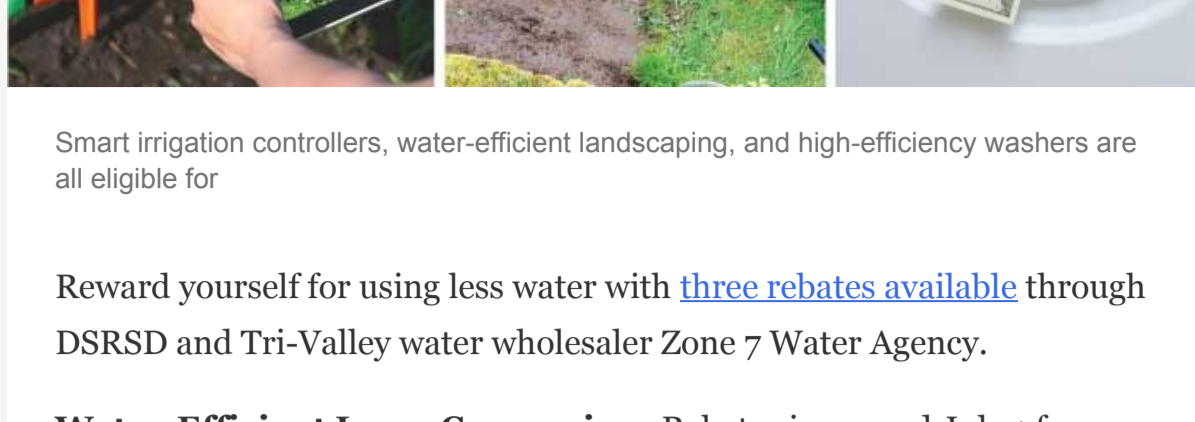 Smart irrigation controllers, water-efficient landscaping, and high-efficiency washers are
all eligible for
Reward yourself for using less water with three rebates available through
DSRSD and Tri-Valley water wholesaler Zone 7 Water Agency.